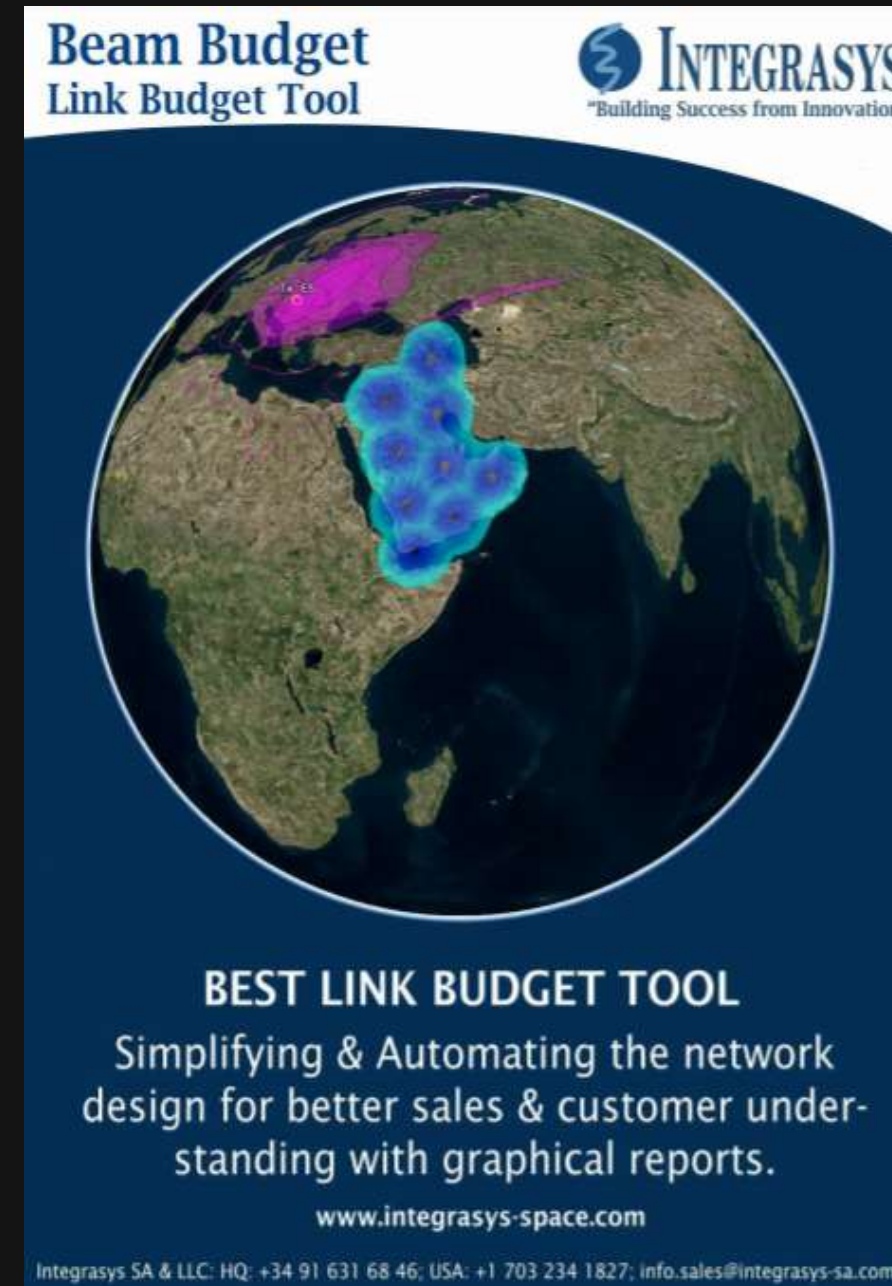 Beam Budget
Link Budget Tool
INTEGRASYS
"Building Success from Innovation
BEST LINK BUDGET TOOL
Simplifying & Automating the network
design for better sales & customer under-
standing with graphical reports.
www.integrasys-space.com
Integrasys SA & LLC: HQ: +34 91 631 68 46; USA: +1 703 234 1827; info.sales@integrasys-sa.com